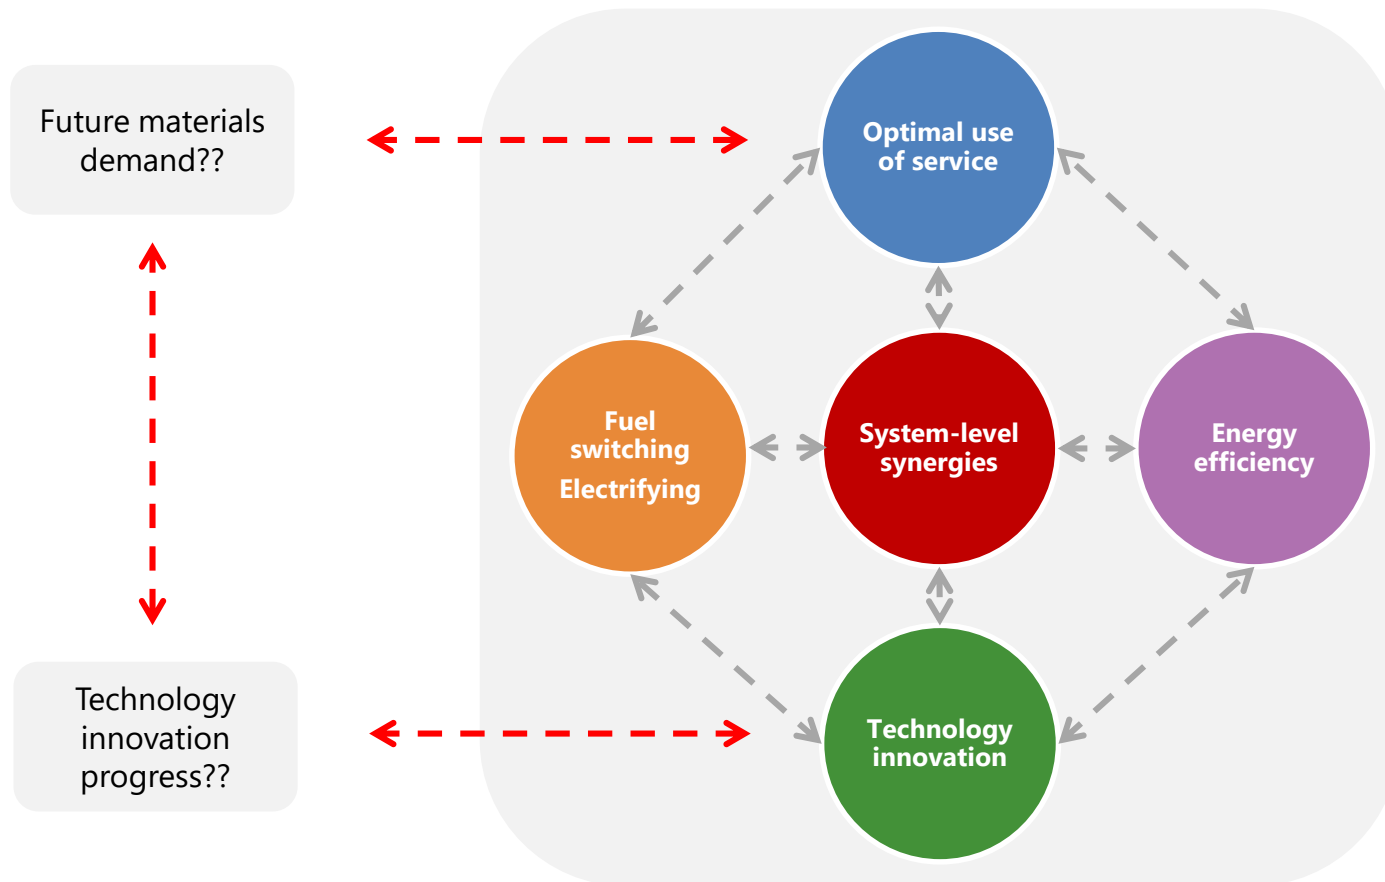 Future materials
demand??
Optimal use
of service
Fuel
switching
Electrifying
System-level
synergies
Energy
efficiency
Technology
innovation
progress??
Technology
innovation